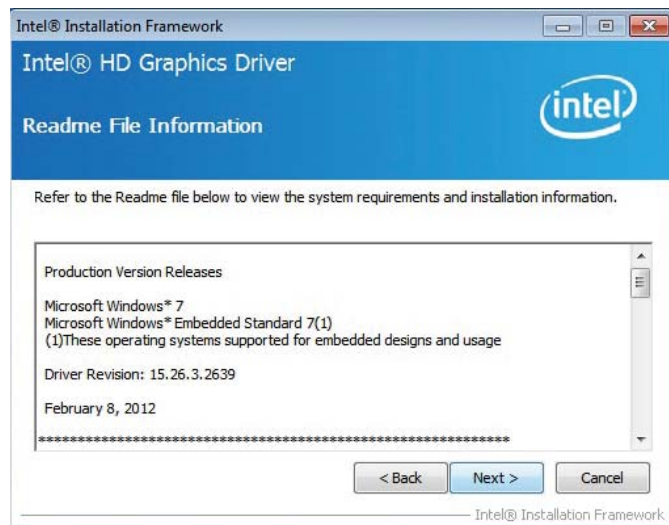 Intel® Installation Framework
Intel® HD Graphics Driver
Readme File Information
intel
Refer to the Readme file below to view the system requirements and installation information.
Production Version Releases
Microsoft Windows* 7
Microsoft Windows* Embedded Standard 7(1)
(1)These operating systems supported for embedded designs and usage
Driver Revision: 15.26.3.2639
February 8, 2012
************************************************************
< Back Next > Cancel
Intel® Installation Framework